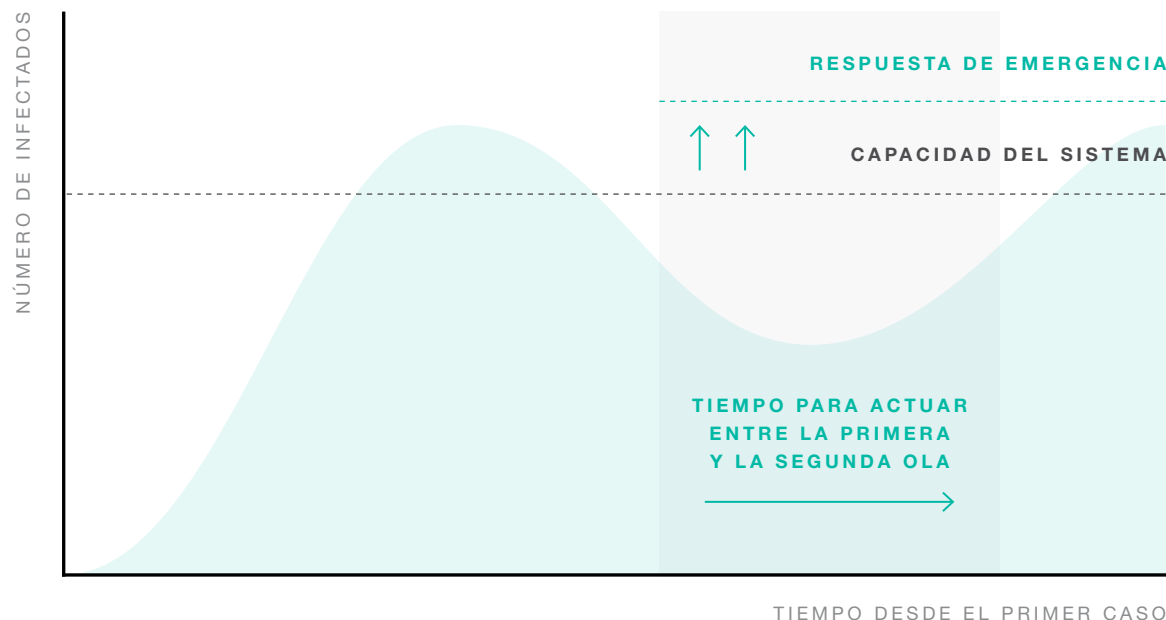 NÚMERO DE INFECTADOS
RESPUESTA DE EMERGENCIA
CAPACIDAD DEL SISTEMA
TIEMPO PARA ACTUAR
ENTRE LA PRIMERA
Y LA SEGUNDA OLA
TIEMPO DESDE EL PRIMER CASO